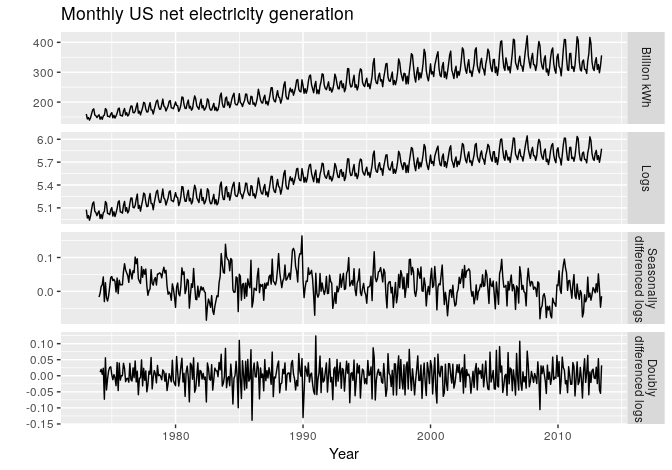 Monthly US net electricity generation
400
300
200
Billion kWh
6.0
5.7
5.4
5.1
Logs
0.1
0.0
Seasonally
differenced logs
0.10
0.05
0.00
-0.05
-0.10
-0.15
Doubly
differenced logs
1980
1990
2000
2010
Year